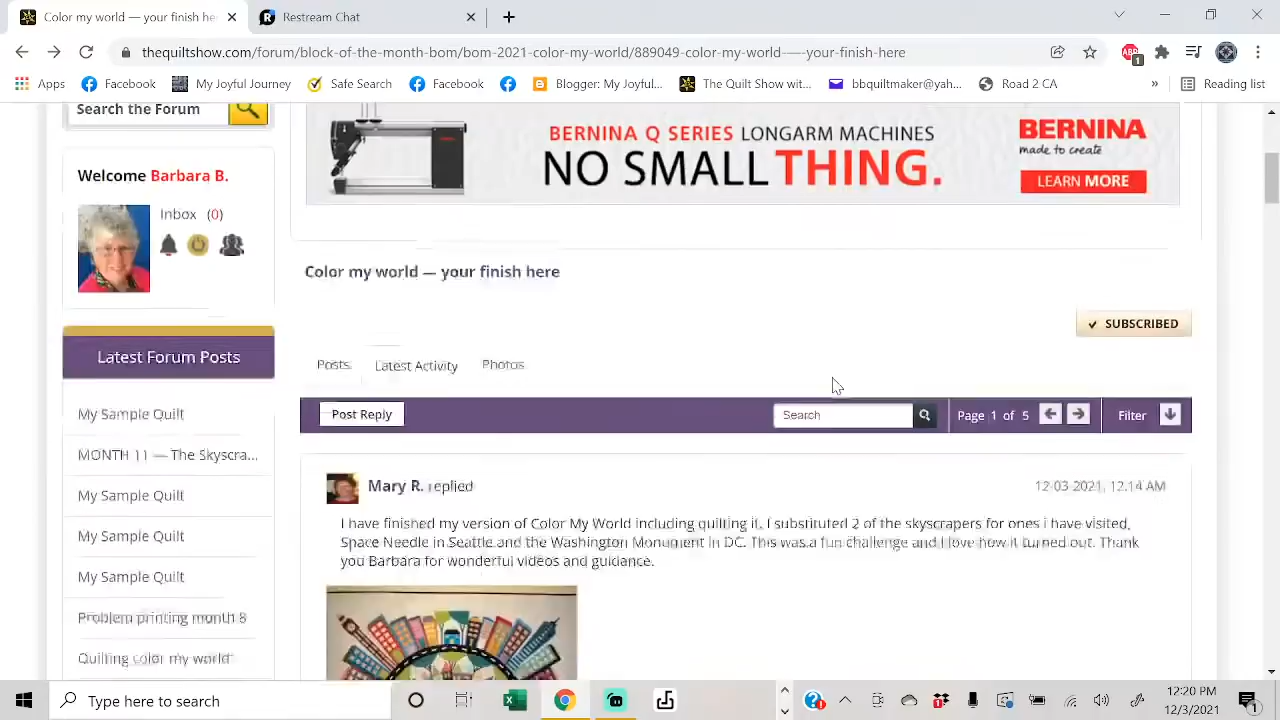 Color my world — your finish he
Restream Chat
thequiltshow.com/forum/block-of-the-month-bom/bom-2021-color-my-world/889049-color-my-world-—-your-finish-here
ABP
1
Apps
Facebook
My Joyful Journey
Safe Search
Facebook
Blogger: My Joyful...
The Quilt Show wit...
bbquiltmaker@yah...
Road 2 CA
»
Reading list
Search the Forum
BERNINA Q SERIES LONGARM MACHINES
NO SMALL THING.
BERNINA
made to create
LEARN MORE
Welcome Barbara B.
Inbox (0)
Color my world — your finish here
SUBSCRIBED
Latest Forum Posts
Posts
Latest Activity
Photos
Post Reply
Search
Page 1 of 5
Filter
My Sample Quilt
MONTH 11 — The Skyscra...
My Sample Quilt
My Sample Quilt
My Sample Quilt
Problem printing month 8
Quilting color my world
Mary R. replied
12-03-2021, 12:14 AM
I have finished my version of Color My World including quilting it. I substituted 2 of the skyscrapers for ones I have visited,
Space Needle in Seattle and the Washington Monument in DC. This was a fun challenge and I love how it turned out. Thank
you Barbara for wonderful videos and guidance.
Type here to search
12:20 PM
12/3/2021
1